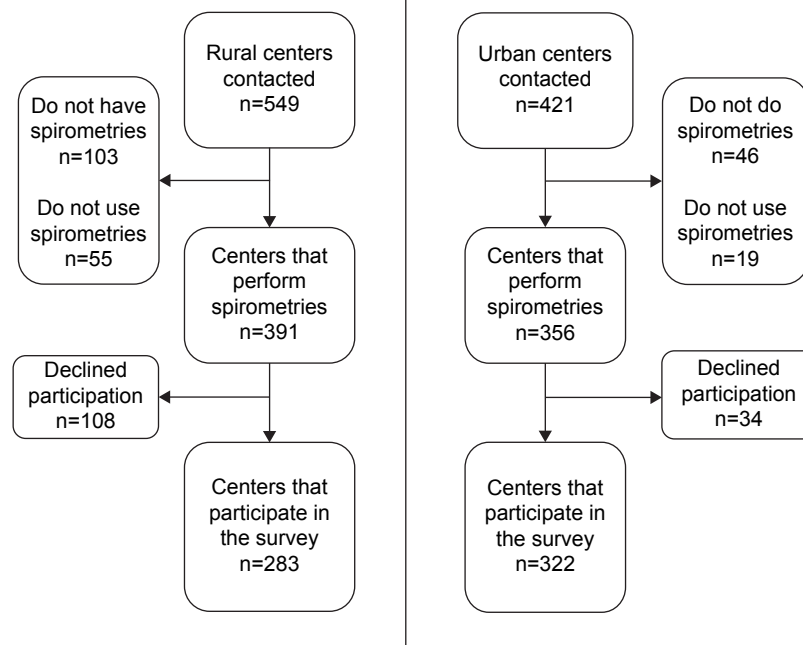 Rural centers
contacted
n=549
Do not have
spirometries
n=103
Do not use
spirometries
n=55
Centers that
perform
spirometries
n=391
Declined
participation
n=108
Centers that
participate in
the survey
n=283
Urban centers
contacted
n=421
Do not do
spirometries
n=46
Do not use
spirometries
n=19
Centers that
perform
spirometries
n=356
Declined
participation
n=34
Centers that
participate in
the survey
n=322